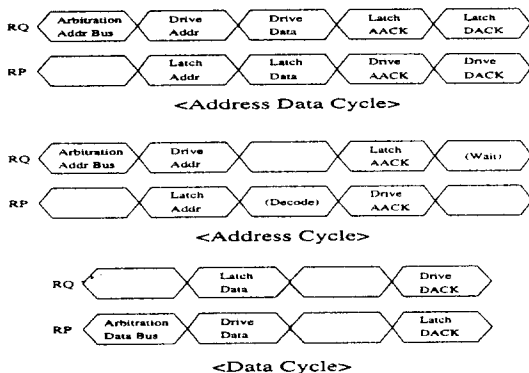 RQ Arbitration Addr Bus Drive Addr Drive Data Latch AACK Latch DACK
RP Latch Addr Latch Data Drive AACK Drive DACK
<Address Data Cycle>
RQ Arbitration Addr Bus Drive Addr Latch AACK (Wait)
RP Latch Addr (Decode) Drive AACK
<Address Cycle>
RQ Latch Data Drive DACK
RP Arbitration Data Bus Drive Data Latch DACK
<Data Cycle>